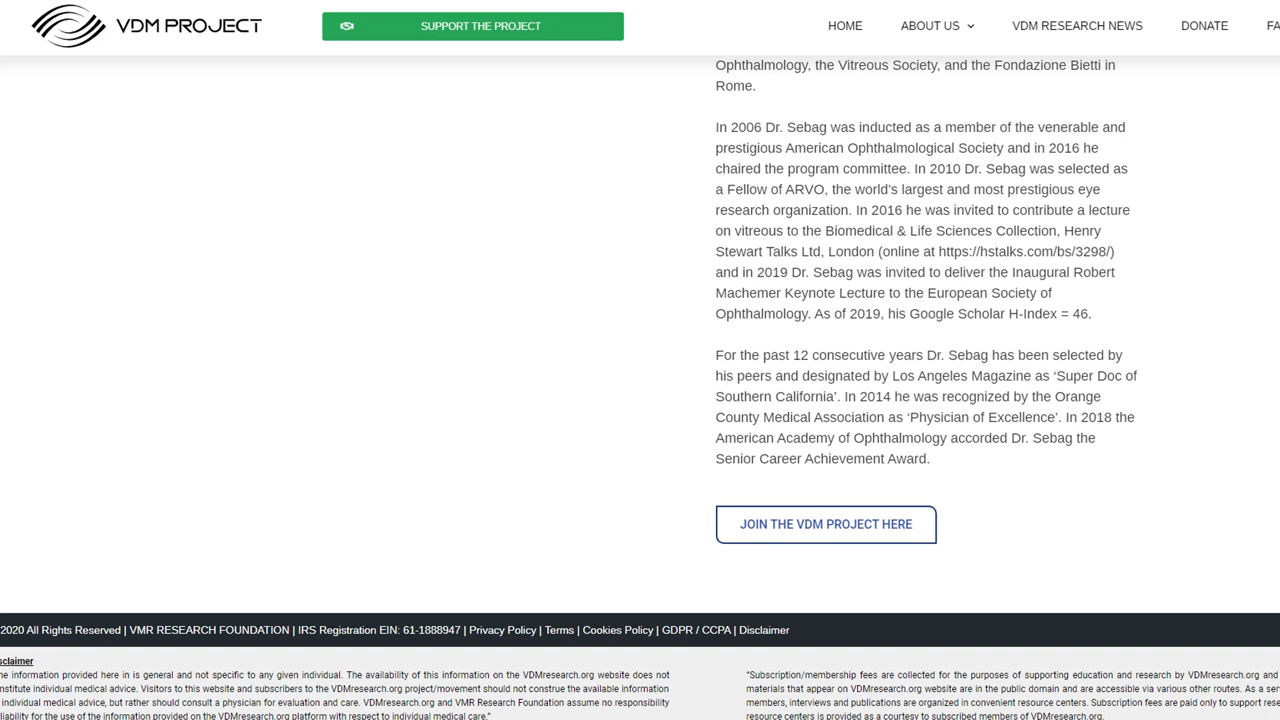 VDM PROJECT
SUPPORT THE PROJECT
HOME
ABOUT US
VDM RESEARCH NEWS
DONATE
Ophthalmology, the Vitreous Society, and the Fondazione Bietti in
Rome.
In 2006 Dr. Sebag was inducted as a member of the venerable and
prestigious American Ophthalmological Society and in 2016 he
chaired the program committee. In 2010 Dr. Sebag was selected as
a Fellow of ARVO, the world's largest and most prestigious eye
research organization. In 2016 he was invited to contribute a lecture
on vitreous to the Biomedical & Life Sciences Collection, Henry
Stewart Talks Ltd, London (online at https://hstalks.com/bs/3298/)
and in 2019 Dr. Sebag was invited to deliver the Inaugural Robert
Machemer Keynote Lecture to the European Society of
Ophthalmology. As of 2019, his Google Scholar H-Index = 46.
For the past 12 consecutive years Dr. Sebag has been selected by
his peers and designated by Los Angeles Magazine as ‘Super Doc of
Southern California’. In 2014 he was recognized by the Orange
County Medical Association as ‘Physician of Excellence’. In 2018 the
American Academy of Ophthalmology accorded Dr. Sebag the
Senior Career Achievement Award.
JOIN THE VDM PROJECT HERE
2020 All Rights Reserved | VMR RESEARCH FOUNDATION | IRS Registration EIN: 61-1888947 | Privacy Policy | Terms | Cookies Policy | GDPR / CCPA | Disclaimer
information provided here in is general and not specific to any given individual. The availability of this information on the VDMresearch.org website does not
individual medical advice. Visitors to this website and subscribers to the VDMresearch.org project/movement should not construe the available information
individual medical advice, but rather should consult a physician for evaluation and care. VDMresearch.org and VMR Research Foundation assume no responsibility
for the use of the information provided on the VDMresearch.org platform with respect to individual medical care.”
“Subscription/membership fees are collected for the purposes of supporting education and research by VDMresearch.org and
materials that appear on VDMresearch.org website are in the public domain and are accessible via various other routes. As a
members, interviews and publications are organized in convenient resource centers. Subscription fees are paid only to support
resource centers is provided as a courtesy to subscribed members of VDMresearch.org.